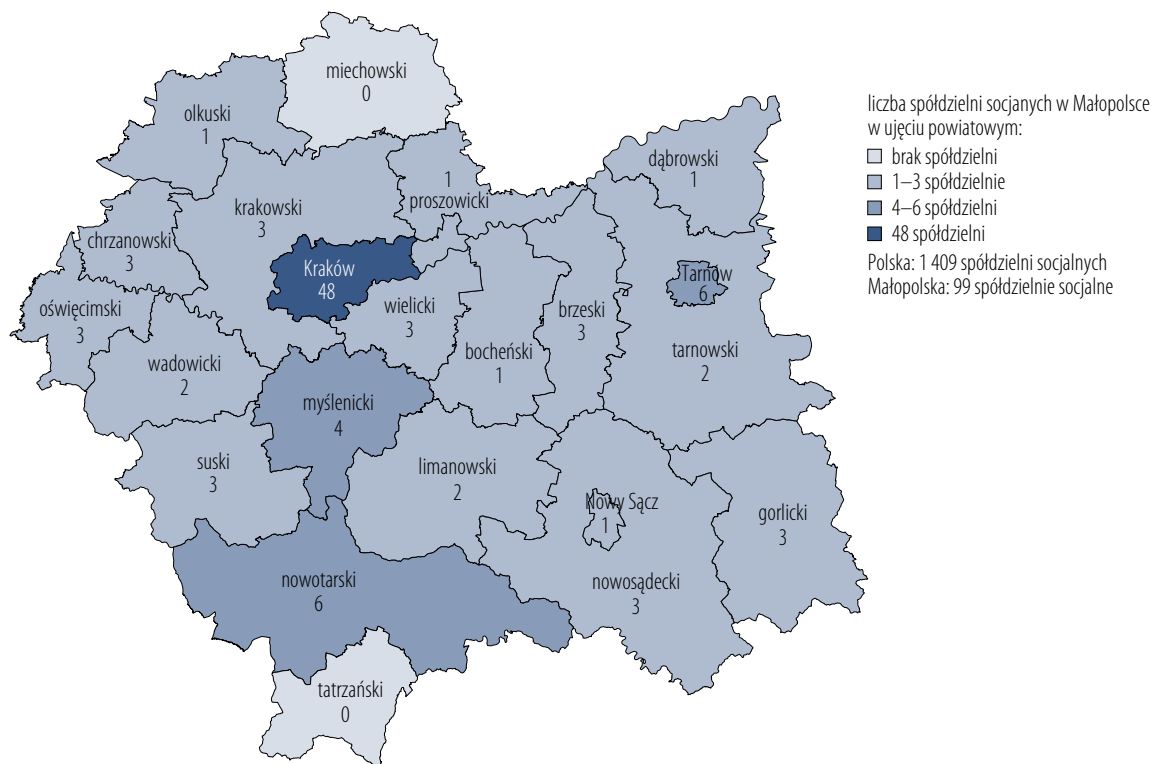 miechowski
0
olkuski
1
dąbrowski
1
1
proszowicki
krakowski
3
chrzanowski
3
Kraków
48
Tarnów
6
oświęcimski
3
wielicki
3
brzeski
3
wadowicki
2
bocheński
1
tarnowski
2
myślenicki
4
suski
3
limanowski
2
Nowy Sącz
1
gorlicki
3
nowotarski
6
nowosądecki
3
tatrzański
0
liczba spółdzielni socjanych w Małopolsce
w ujęciu powiatowym:
brak spółdzielni
1–3 spółdzielnie
4–6 spółdzielni
48 spółdzielni
Polska: 1 409 spółdzielni socjalnych
Małopolska: 99 spółdzielnie socjalne